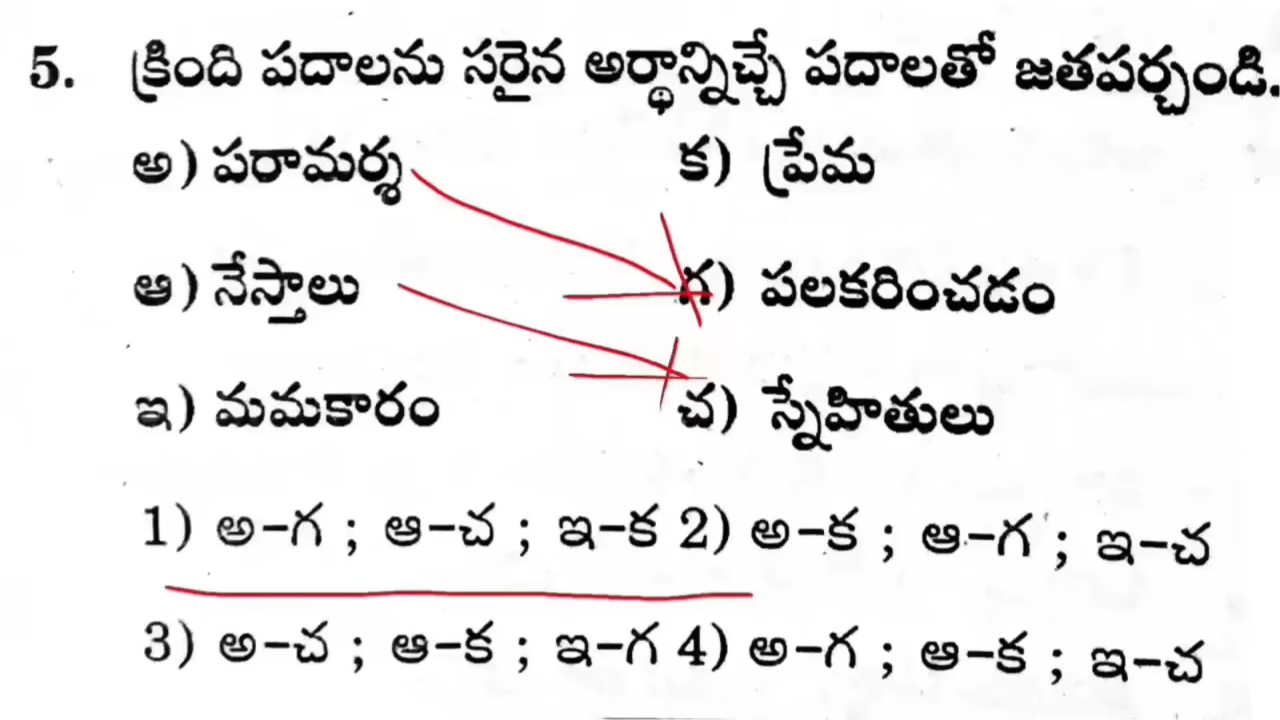 5. క్రింది పదాలను సరైన అర్థాన్నిచ్చే పదాలతో జతపర్చండి.
అ) పరామర్శ క) ప్రేమ
ఆ) నేస్తాలు గ) పలకరించడం
ఇ) మమకారం చ) స్నేహితులు
1) అ-గ ; ఆ-చ ; ఇ-క 2) అ-క ; ఆ-గ ; ఇ-చ
3) అ-చ ; ఆ-క ; ఇ-గ 4) అ-గ ; ఆ-క ; ఇ-చ